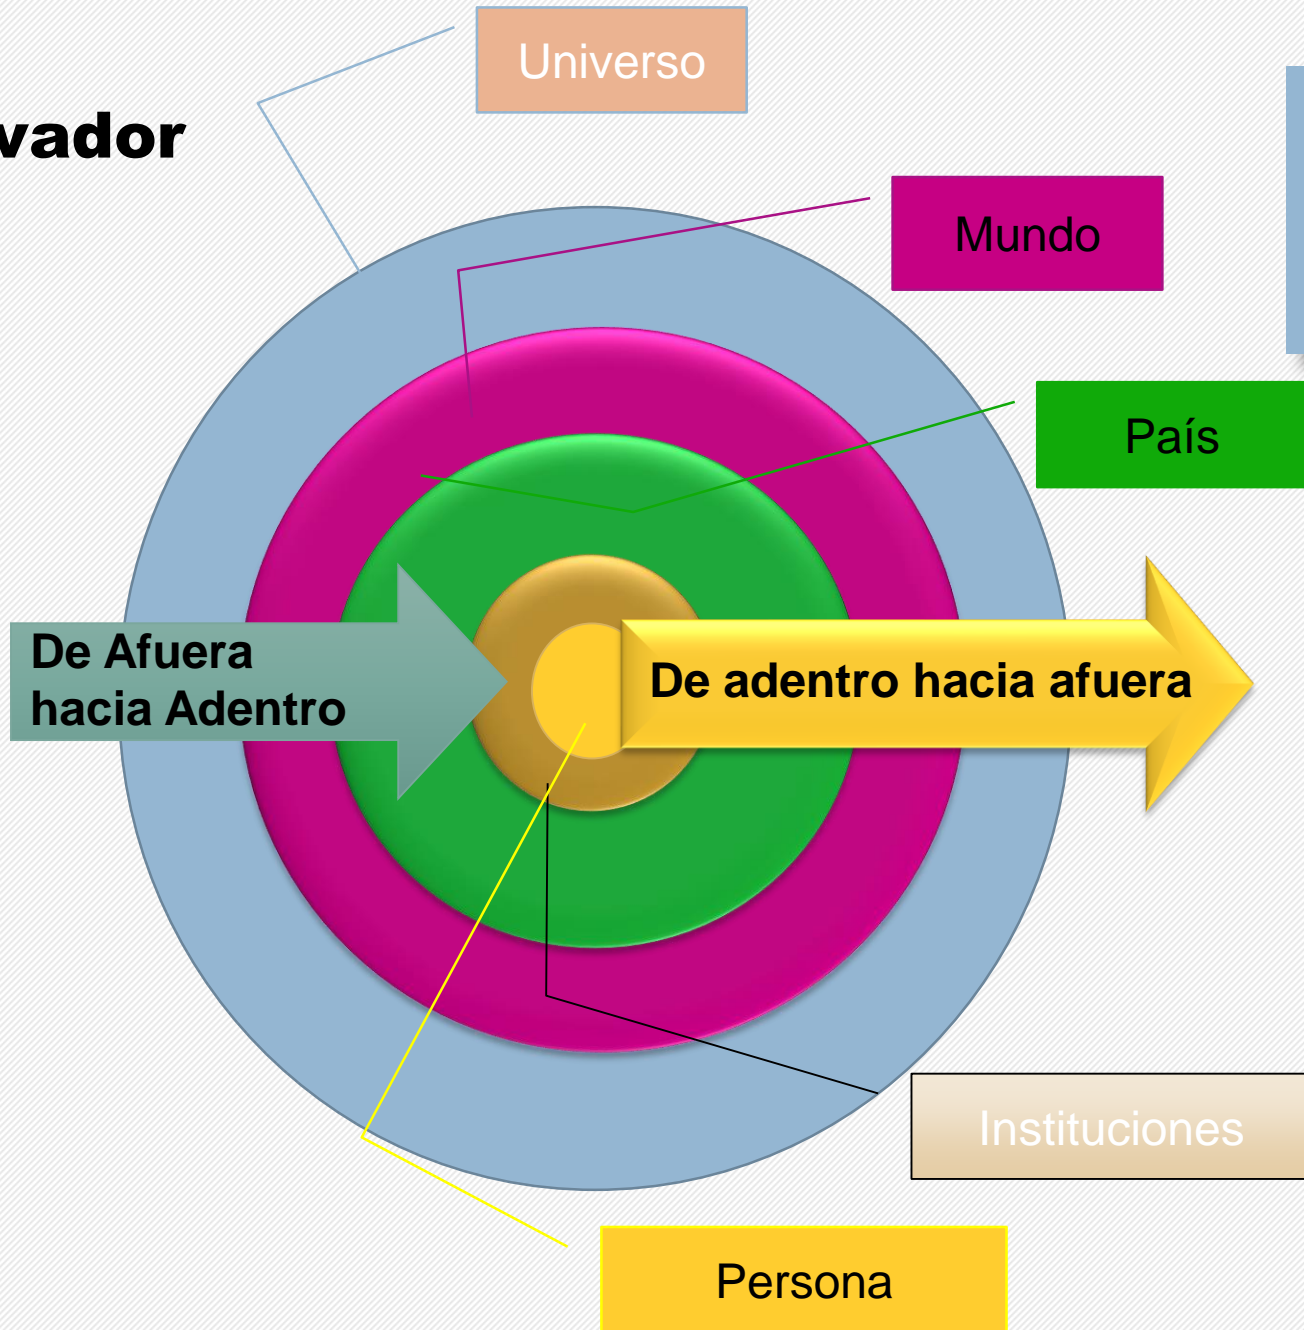 Universo
vador
Mundo
País
De Afuera
hacia Adentro
De adentro hacia afuera
Instituciones
Persona